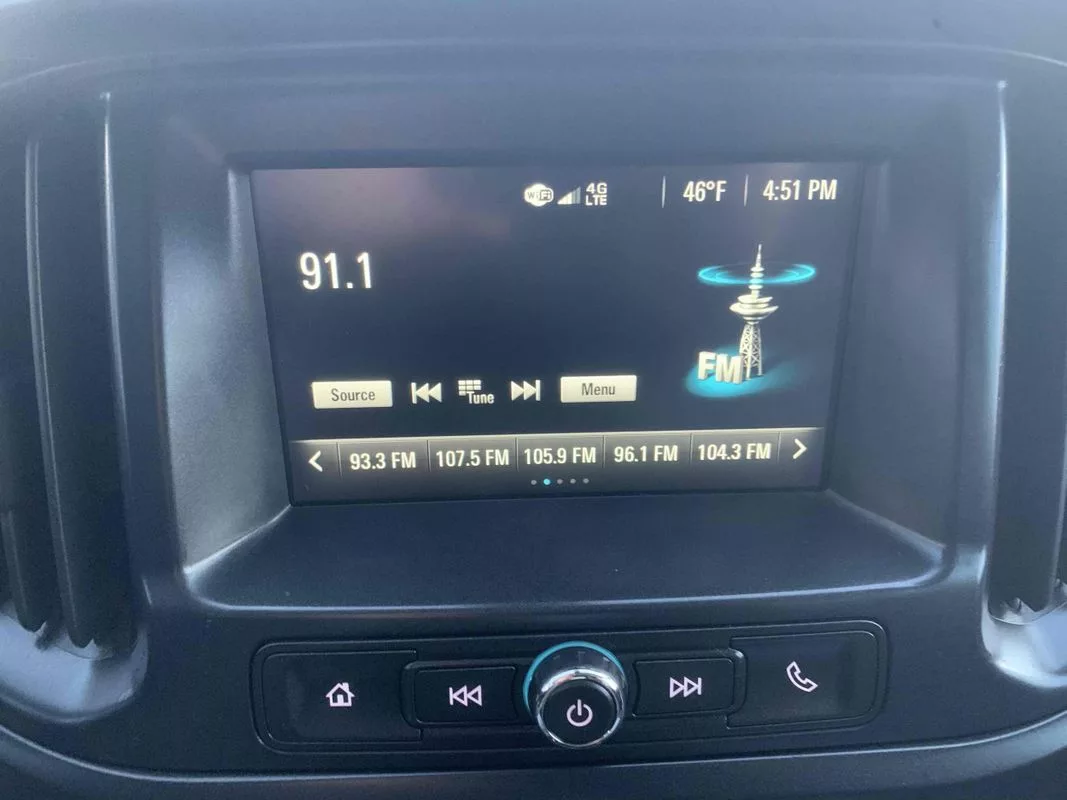 WiFi 4G LTE 46°F 4:51 PM
91.1
FM
Source Tune Menu
93.3 FM 107.5 FM 105.9 FM 96.1 FM 104.3 FM